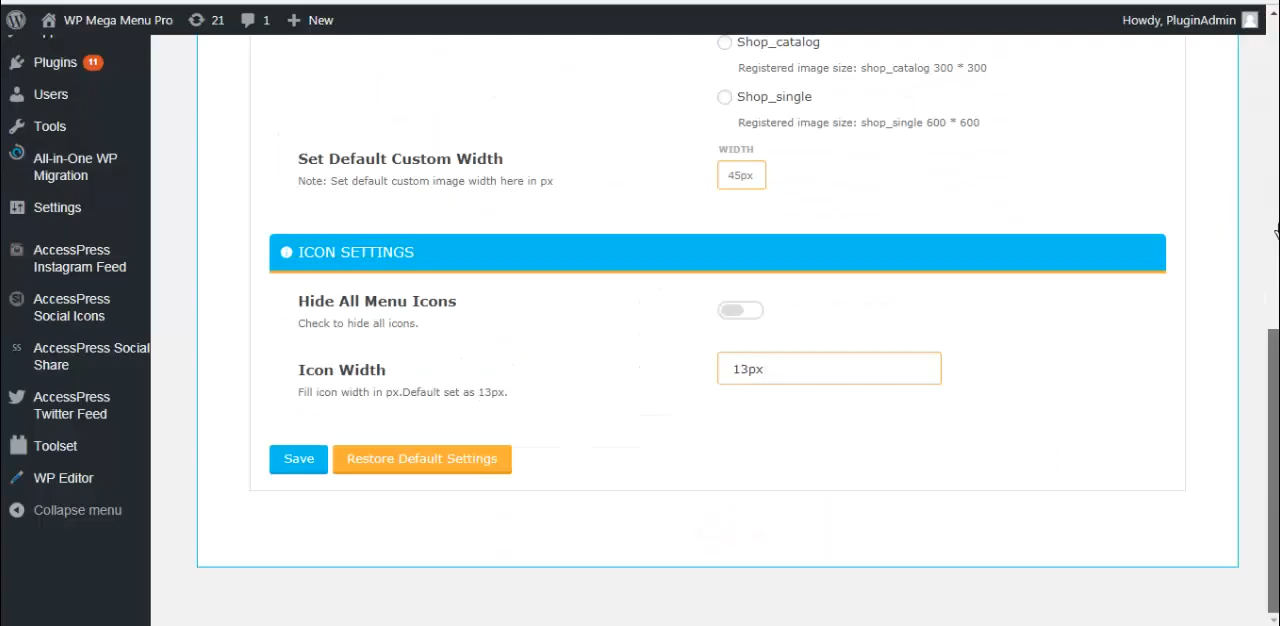 WP Mega Menu Pro 21 1 New Howdy, PluginAdmin
Plugins 11
Users
Tools
All-in-One WP
Migration
Settings
AccessPress
Instagram Feed
AccessPress
Social Icons
SS AccessPress Social
Share
AccessPress
Twitter Feed
Toolset
WP Editor
Collapse menu
Shop_catalog
Registered image size: shop_catalog 300 * 300
Shop_single
Registered image size: shop_single 600 * 600
Set Default Custom Width
Note: Set default custom image width here in px
WIDTH
45px
ICON SETTINGS
Hide All Menu Icons
Check to hide all icons.
Icon Width
Fill icon width in px.Default set as 13px.
13px
Save Restore Default Settings